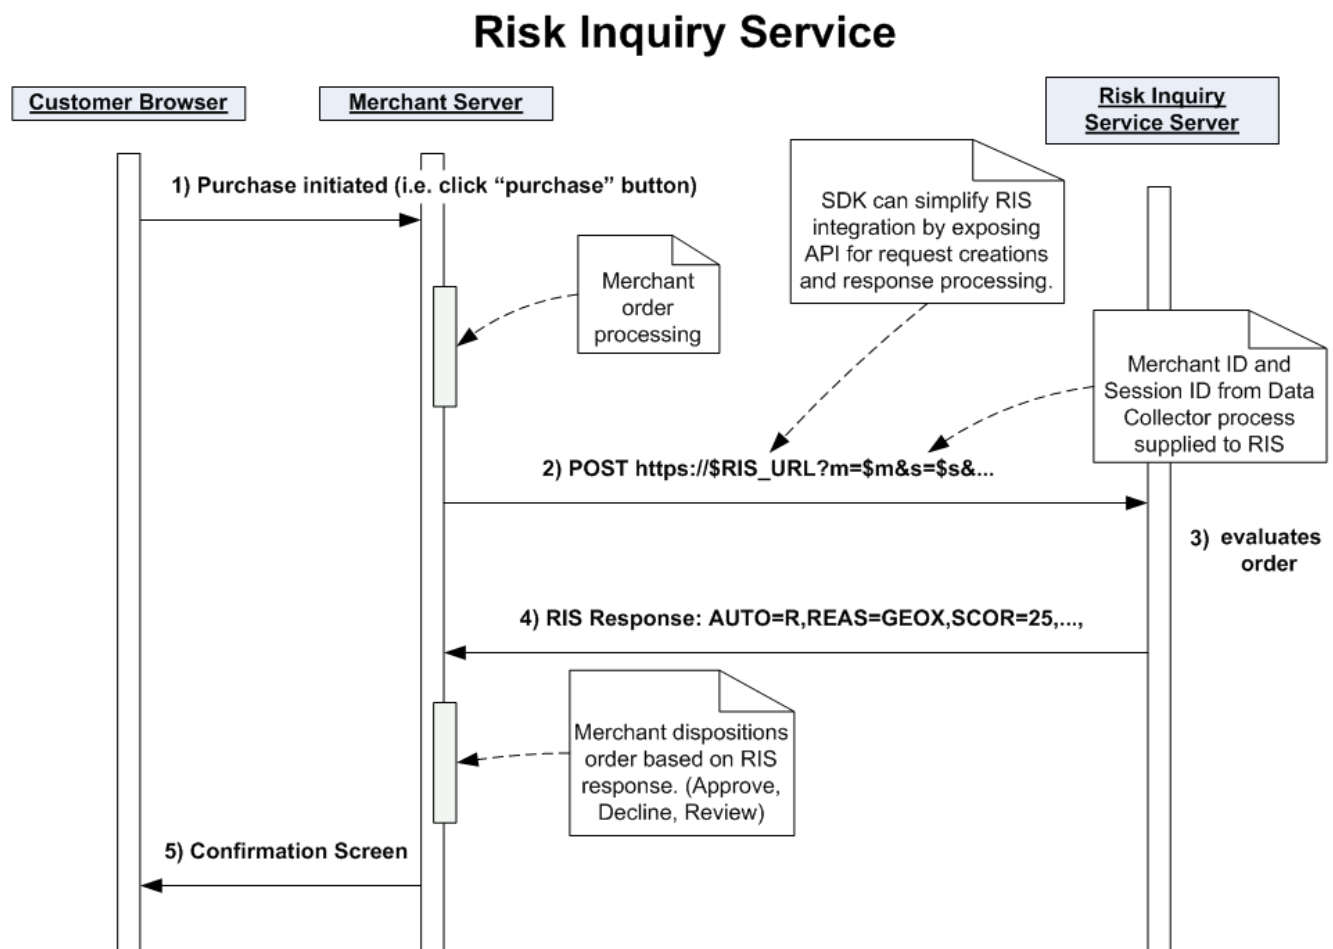 Risk Inquiry Service
Customer Browser
Merchant Server
Risk Inquiry
Service Server
1) Purchase initiated (i.e. click “purchase” button)
SDK can simplify RIS
integration by exposing
API for request creations
and response processing.
Merchant
order
processing
Merchant ID and
Session ID from Data
Collector process
supplied to RIS
2) POST https://$RIS_URL?m=$m&s=$s&...
3) evaluates
order
4) RIS Response: AUTO=R,REAS=GEOX,SCOR=25,...,
Merchant dispositions
order based on RIS
response. (Approve,
Decline, Review)
5) Confirmation Screen